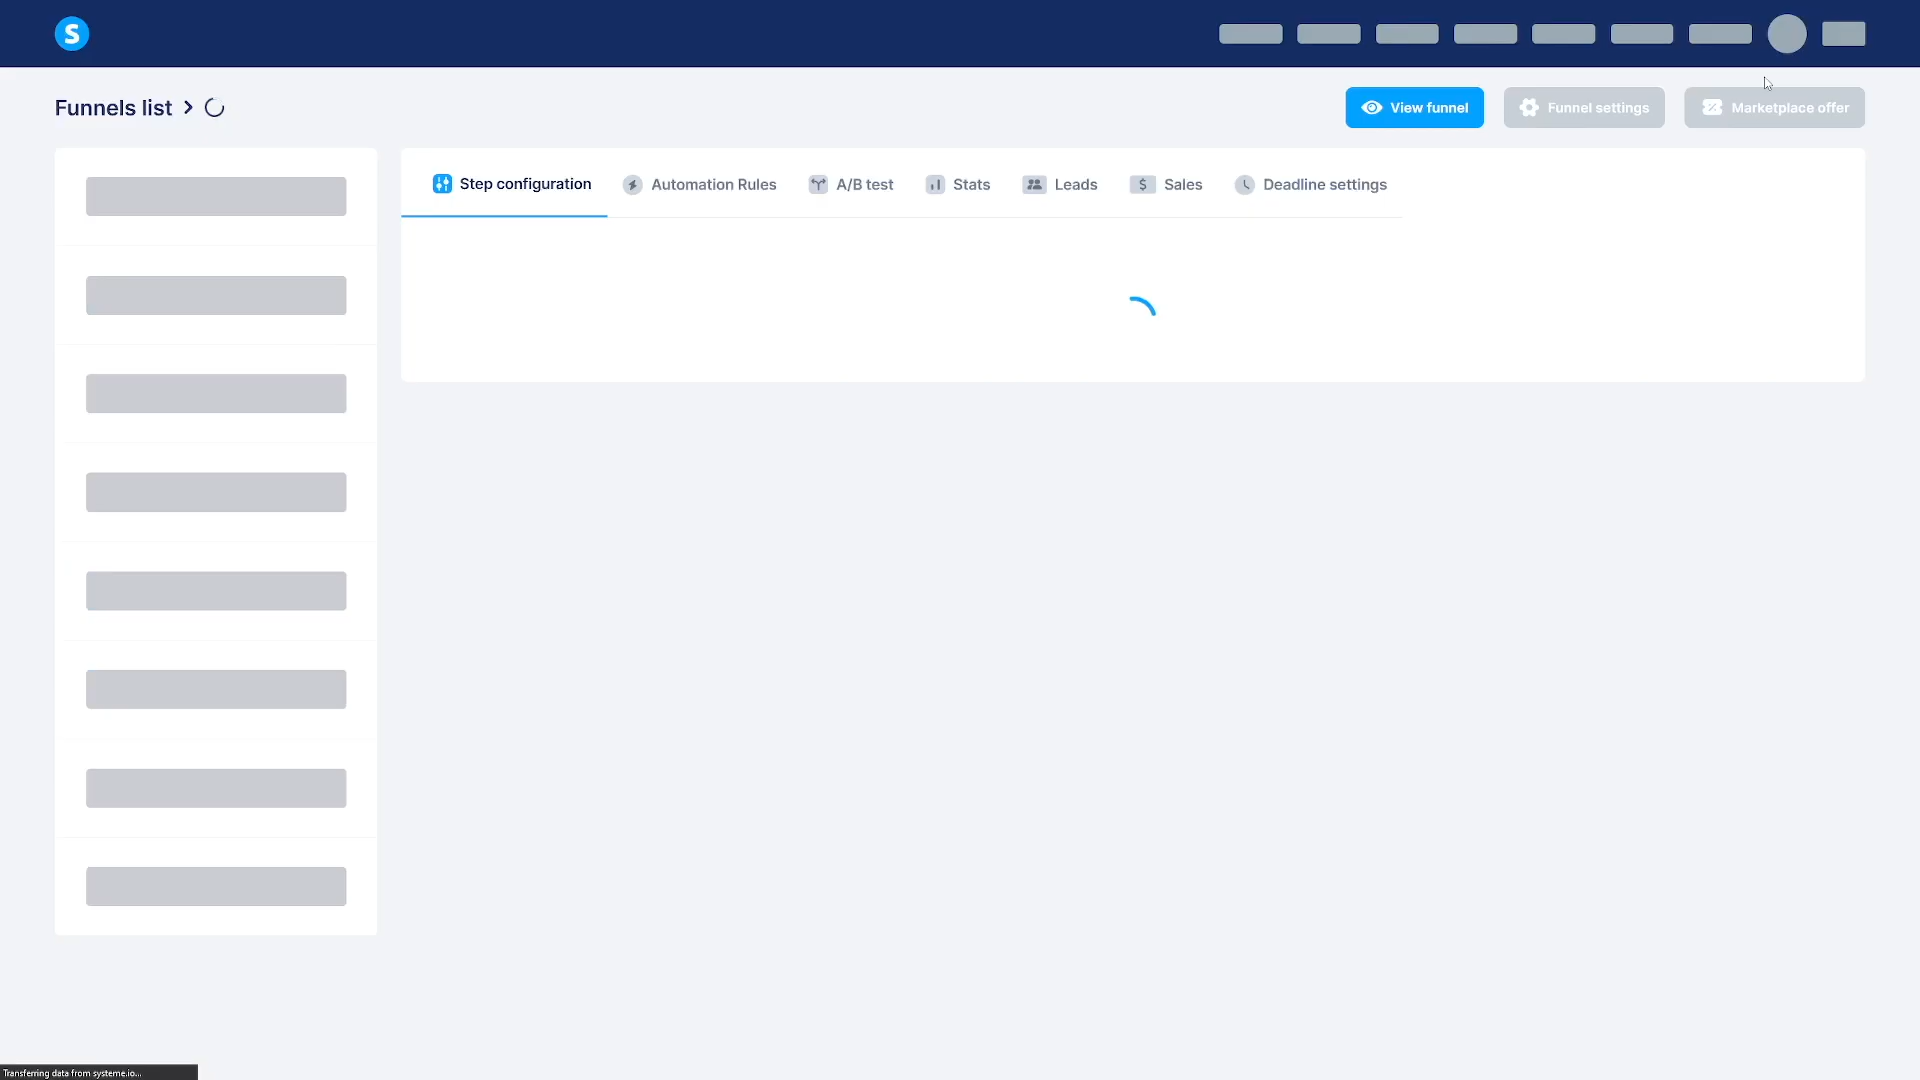 S
Funnels list
View funnel
Funnel settings
Marketplace offer
Step configuration
Automation Rules
A/B test
Stats
Leads
$
Sales
Deadline settings
Transferring data from systeme.io...